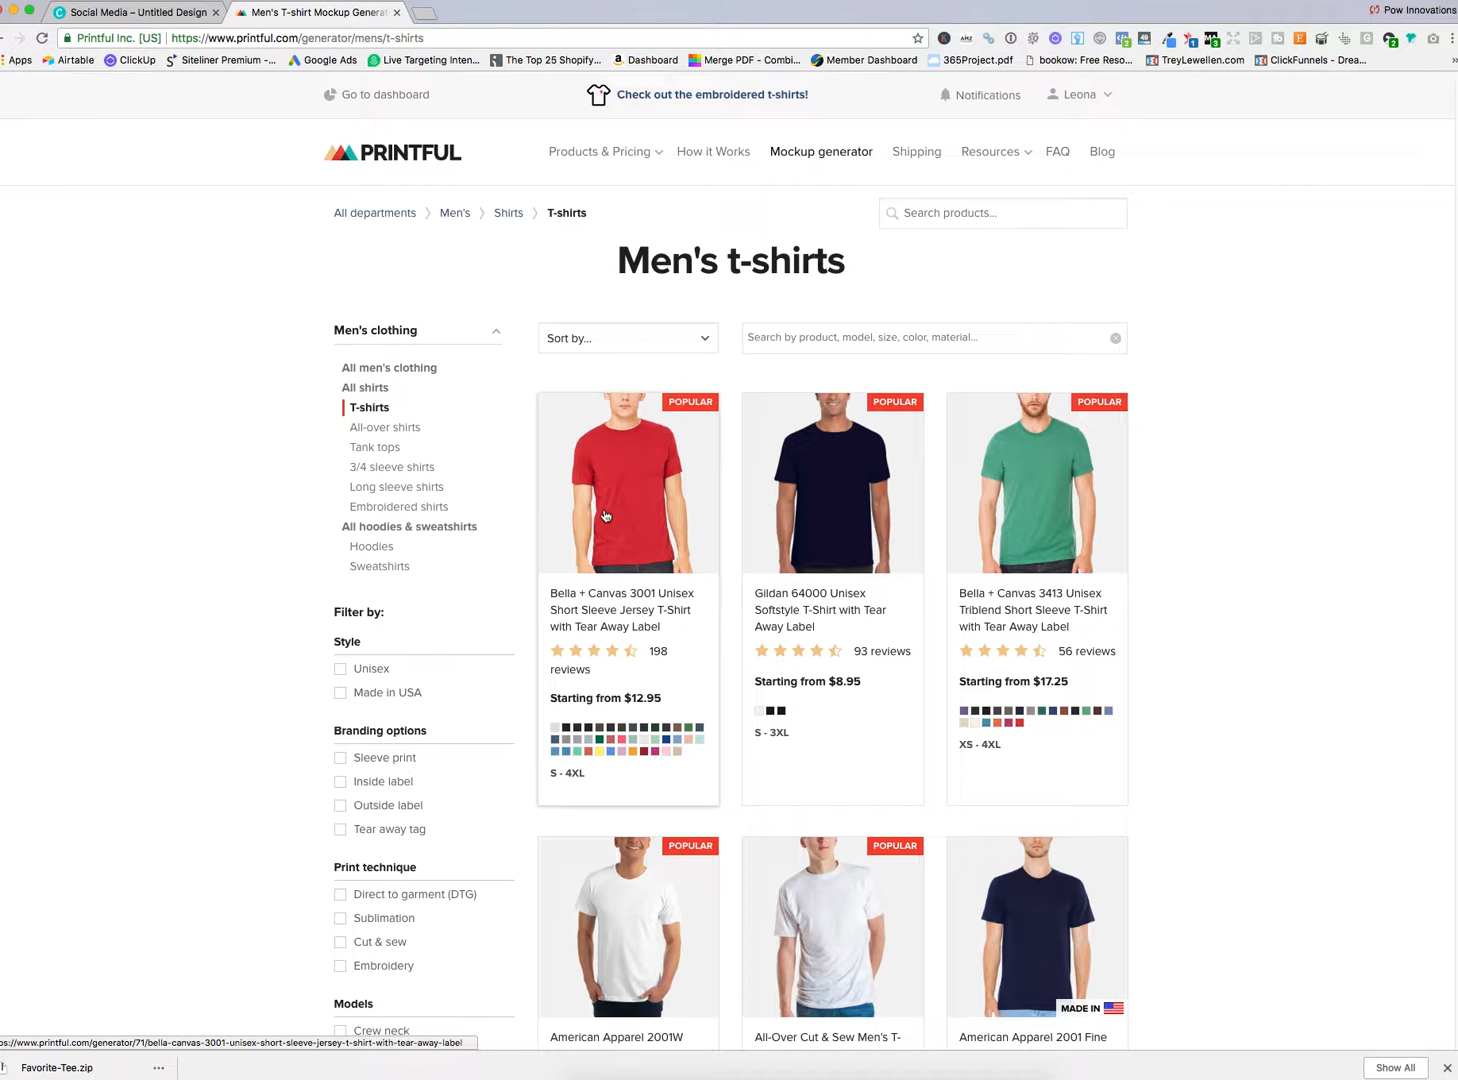 Social Media – Untitled Design
Men's T-shirt Mockup Generat
Pow Innovations
Printful Inc. [US] https://www.printful.com/generator/mens/t-shirts
Apps
Airtable
ClickUp
Siteliner Premium -...
Google Ads
Live Targeting Inten...
The Top 25 Shopify...
Dashboard
Merge PDF - Combi...
Member Dashboard
365Project.pdf
bookow: Free Reso...
TreyLewellen.com
ClickFunnels - Drea...
Go to dashboard
Check out the embroidered t-shirts!
Notifications
Leona
PRINTFUL
Products & Pricing
How it Works
Mockup generator
Shipping
Resources
FAQ
Blog
All departments
Men's
Shirts
T-shirts
Search products...
Men's t-shirts
Men's clothing
Sort by...
Search by product, model, size, color, material...
All men's clothing
All shirts
T-shirts
All-over shirts
Tank tops
3/4 sleeve shirts
Long sleeve shirts
Embroidered shirts
All hoodies & sweatshirts
Hoodies
Sweatshirts
Filter by:
Style
Unisex
Made in USA
Branding options
Sleeve print
Inside label
Outside label
Tear away tag
Print technique
Direct to garment (DTG)
Sublimation
Cut & sew
Embroidery
Models
Crew neck
POPULAR
Bella + Canvas 3001 Unisex
Short Sleeve Jersey T-Shirt
with Tear Away Label
198
reviews
Starting from $12.95
S - 4XL
POPULAR
Gildan 64000 Unisex
Softstyle T-Shirt with Tear
Away Label
93 reviews
Starting from $8.95
S - 3XL
POPULAR
Bella + Canvas 3413 Unisex
Triblend Short Sleeve T-Shirt
with Tear Away Label
56 reviews
Starting from $17.25
XS - 4XL
POPULAR
American Apparel 2001W
POPULAR
All-Over Cut & Sew Men's T-
MADE IN
American Apparel 2001 Fine
ps://www.printful.com/generator/71/bella-canvas-3001-unisex-short-sleeve-jersey-t-shirt-with-tear-away-label
Favorite-Tee.zip
Show All